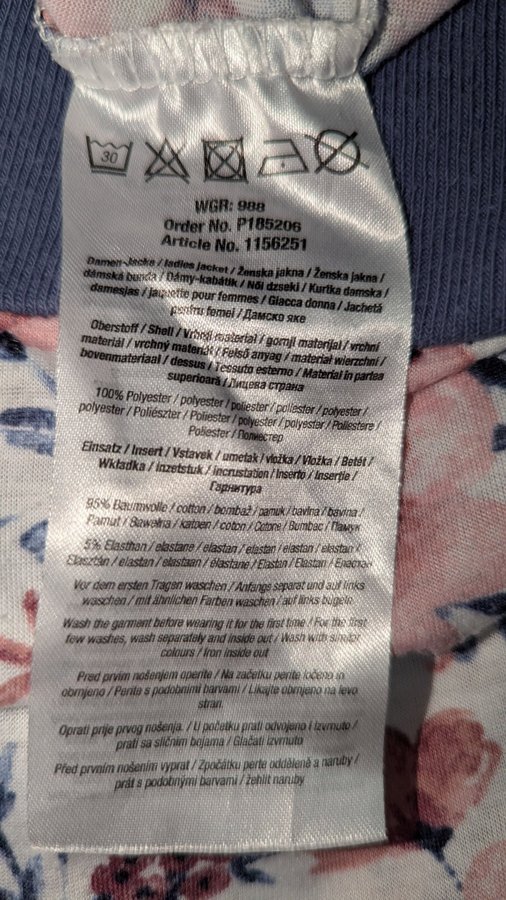 30
WGR: 988
Order No. P185206
Article No. 1156251
Damen-Jacke / ladies jacket / Ženska jakna / Ženska jakna /
dámská bunda / Dámy-kabátik / Női dzseki / Kurtka damska /
damesjas / jaquette pour femmes / Giacca donna / Jachetă
pentru femei / Дамско яке
Oberstoff / Shell / Vrhnji material / gornji materijal / vrchní
materiál / vrchný materiál / Felső anyag / materiał wierzchni /
bovenmateriaal / dessus / Tessuto esterno / Material in partea
superioară / Лицева страна
100% Polyester / polyester / poliester / poliester / polyester /
polyester / Poliészter / Poliester / polyester / polyester / Poliestere /
Poliester / Полиестер
Einsatz / Insert / Vstavek / umetak / vložka / Vložka / Betét /
Wkładka / inzetstuk / incrustation / Inserto / Inserție /
Гарнитура
95% Baumwolle / cotton / bombaž / pamuk / bavlna / bavlna /
Pamut / Bawełna / katoen / coton / Cotone / Bumbac / Памук
5% Elasthan / elastane / elastan / elastan / elastan / elastan /
Elasztán / elastan / elastaan / elastane / Elastan / Elastan / Еластан
Vor dem ersten Tragen waschen / Anfangs separat und auf links
waschen / mit ähnlichen Farben waschen / auf links bügeln
Wash the garment before wearing it for the first time / For the first
few washes, wash separately and inside out / Wash with similar
colours / Iron inside out
Pred prvim nošenjem operite / Na začetku perite ločeno in
obrnjeno / Perite s podobnimi barvami / Likajte obrnjeno na levo
stran.
Oprati prije prvog nošenja. / U početku prati odvojeno i izvrnuto /
prati sa sličnim bojama / Glačati izvrnuto
Před prvním nošením vyprat / Zpočátku perte odděleně a naruby /
prát s podobnými barvami / žehlit naruby